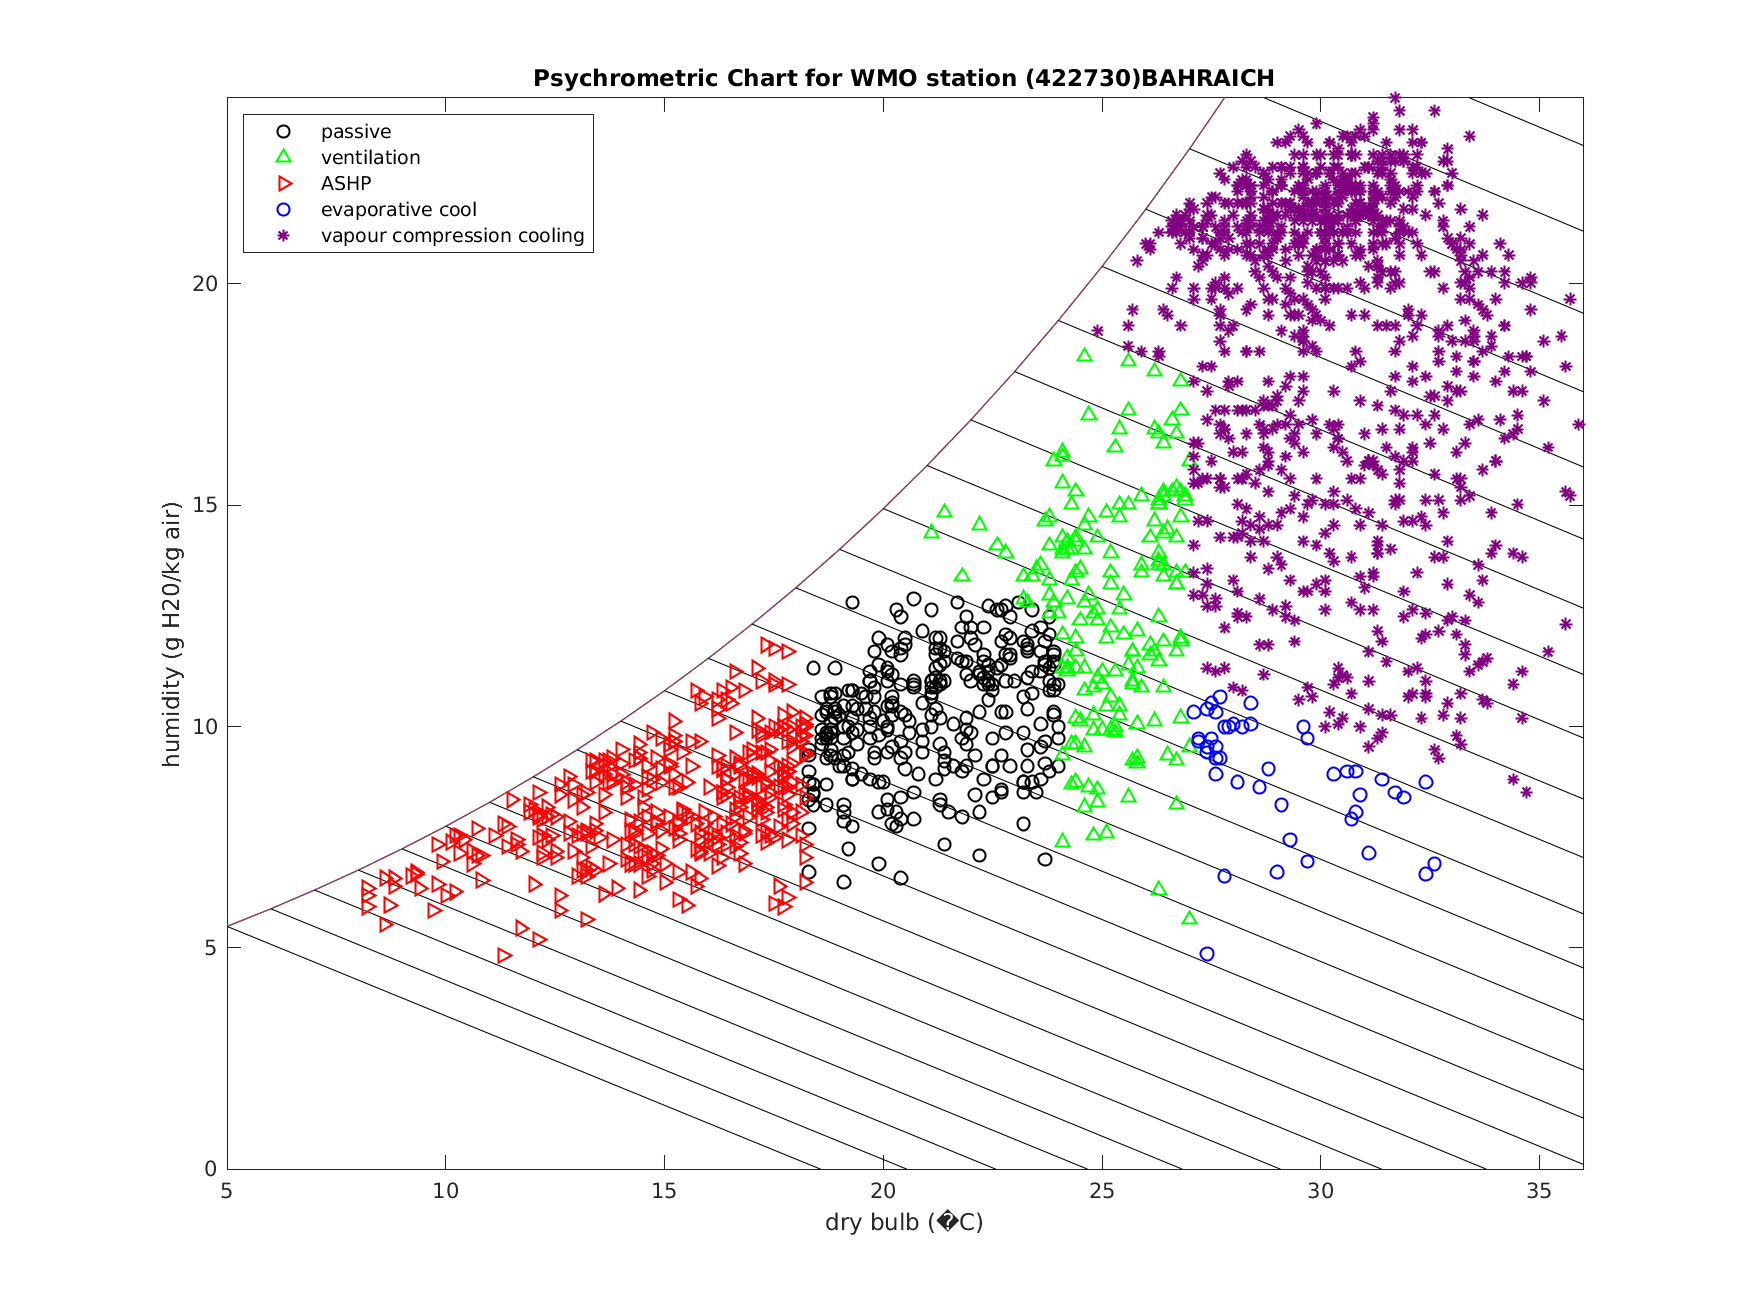 Psychrometric Chart for WMO station (422730)BAHRAICH
passive
ventilation
ASHP
evaporative cool
vapour compression cooling
humidity (g H20/kg air)
20
15
10
5
0
5 10 15 20 25 30 35
dry bulb (�C)